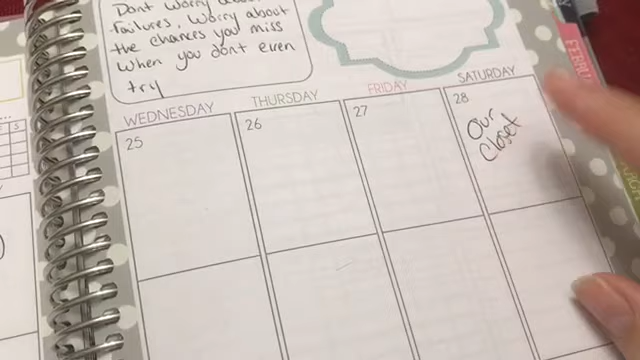 Dont worry about
failures, worry about
the chances you miss
when you dont even
try
WEDNESDAY
THURSDAY
FRIDAY
SATURDAY
25
26
27
28
Our
Closet
S